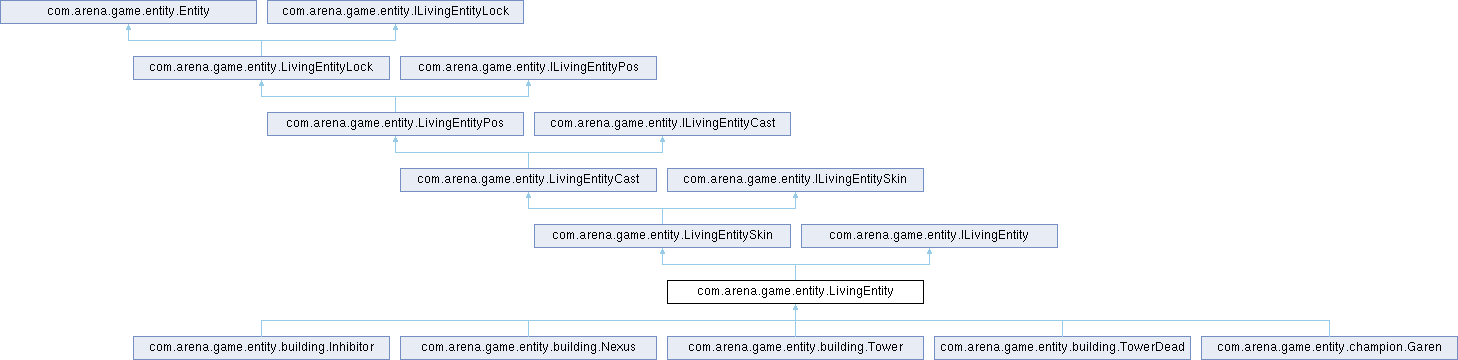 com.arena.game.entity.Entity
com.arena.game.entity.ILivingEntityLock
com.arena.game.entity.LivingEntityLock
com.arena.game.entity.ILivingEntityPos
com.arena.game.entity.LivingEntityPos
com.arena.game.entity.ILivingEntityCast
com.arena.game.entity.LivingEntityCast
com.arena.game.entity.ILivingEntitySkin
com.arena.game.entity.LivingEntitySkin
com.arena.game.entity.ILivingEntity
com.arena.game.entity.LivingEntity
com.arena.game.entity.building.Inhibitor
com.arena.game.entity.building.Nexus
com.arena.game.entity.building.Tower
com.arena.game.entity.building.TowerDead
com.arena.game.entity.champion.Garen